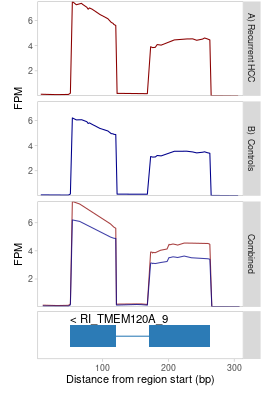 6
4
2
A) Recurrent HCC
FPM
6
4
2
B) Controls
6
4
2
FPM
Combined
< RI_TMEM120A_9
100
200
300
Distance from region start (bp)